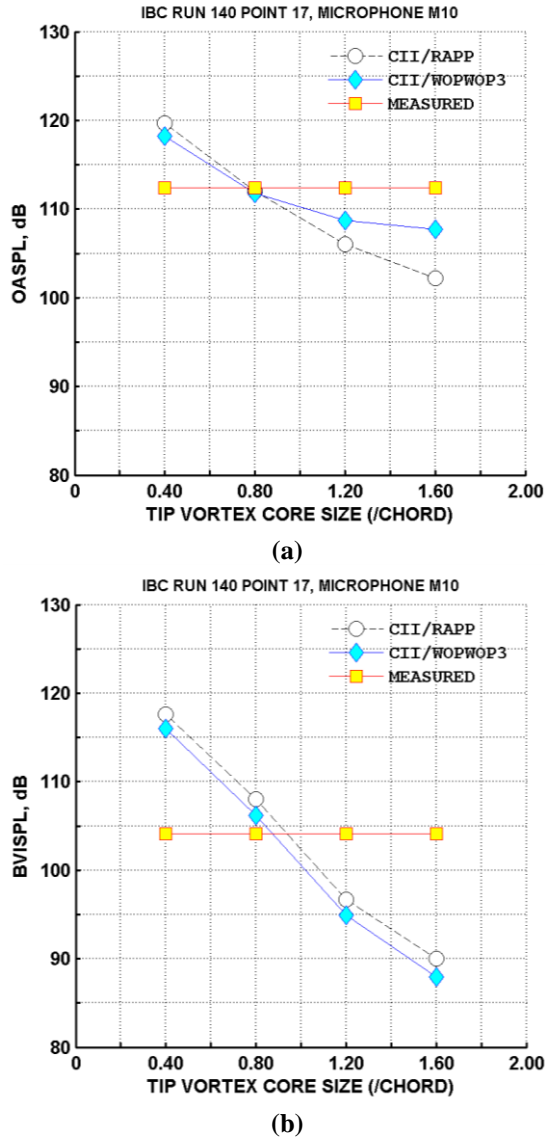 IBC RUN 140 POINT 17, MICROPHONE M10
130
120
110
100
90
80
OASPL, dB
CII/RAPP
CII/WOPWOP3
MEASURED
0 0.40 0.80 1.20 1.60 2.00
TIP VORTEX CORE SIZE (/CHORD)
(a)
IBC RUN 140 POINT 17, MICROPHONE M10
130
120
110
100
90
80
BVISPL, dB
CII/RAPP
CII/WOPWOP3
MEASURED
0 0.40 0.80 1.20 1.60 2.00
TIP VORTEX CORE SIZE (/CHORD)
(b)